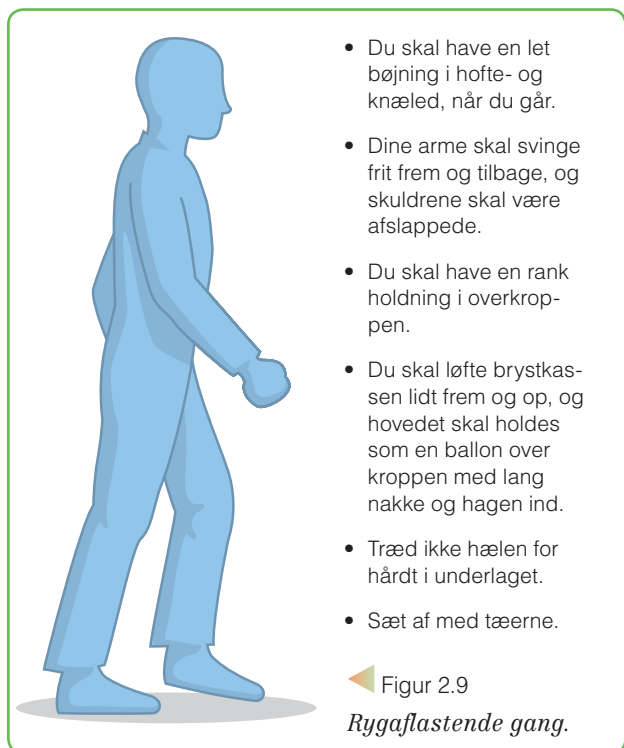 • Du skal have en let
bøjning i hofte- og
knæled, når du går.
• Dine arme skal svinge
frit frem og tilbage, og
skuldrene skal være
afslappede.
• Du skal have en rank
holdning i overkrop-
pen.
• Du skal løfte brystkas-
sen lidt frem og op, og
hovedet skal holdes
som en ballon over
kroppen med lang
nakke og hagen ind.
• Træd ikke hælen for
hårdt i underlaget.
• Sæt af med tæerne.
Figur 2.9
Rygaflastende gang.